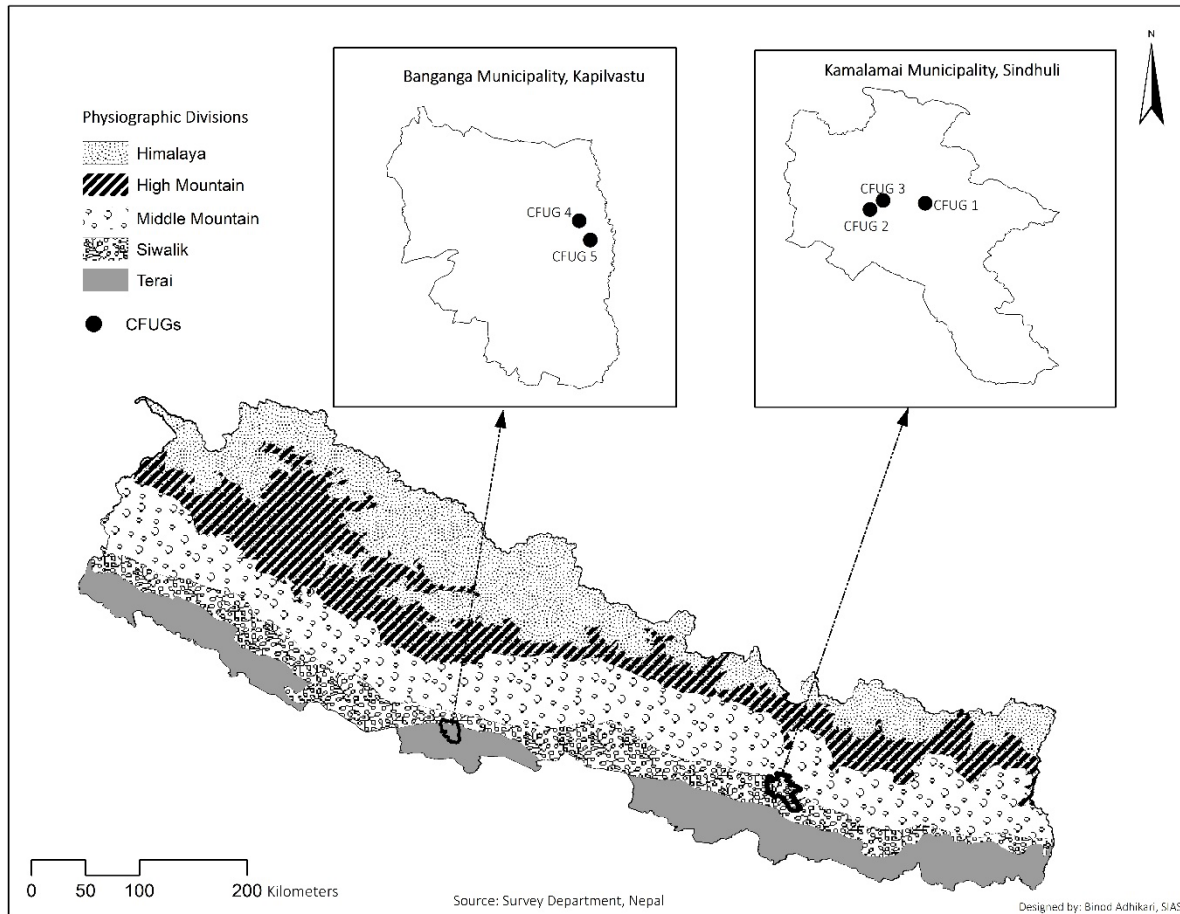 Banganga Municipality, Kapilvastu
CFUG 4
CFUG 5
Kamalamai Municipality, Sindhuli
CFUG 3
CFUG 1
CFUG 2
N
Physiographic Divisions
Himalaya
High Mountain
Middle Mountain
Siwalik
Terai
CFUGs
0 50 100 200 Kilometers
Source: Survey Department, Nepal
Designed by: Binod Adhikari, SIAS